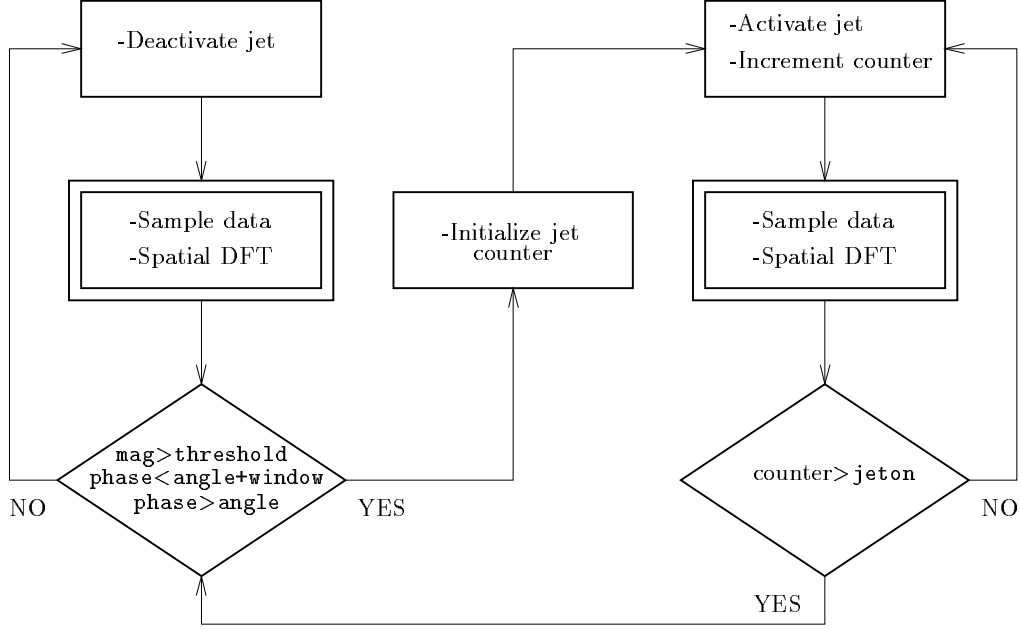 -Deactivate jet
-Activate jet
-Increment counter
-Sample data
-Spatial DFT
-Initialize jet
counter
-Sample data
-Spatial DFT
mag>threshold
phase<angle+window
phase>angle
NO
YES
counter>jeton
NO
YES